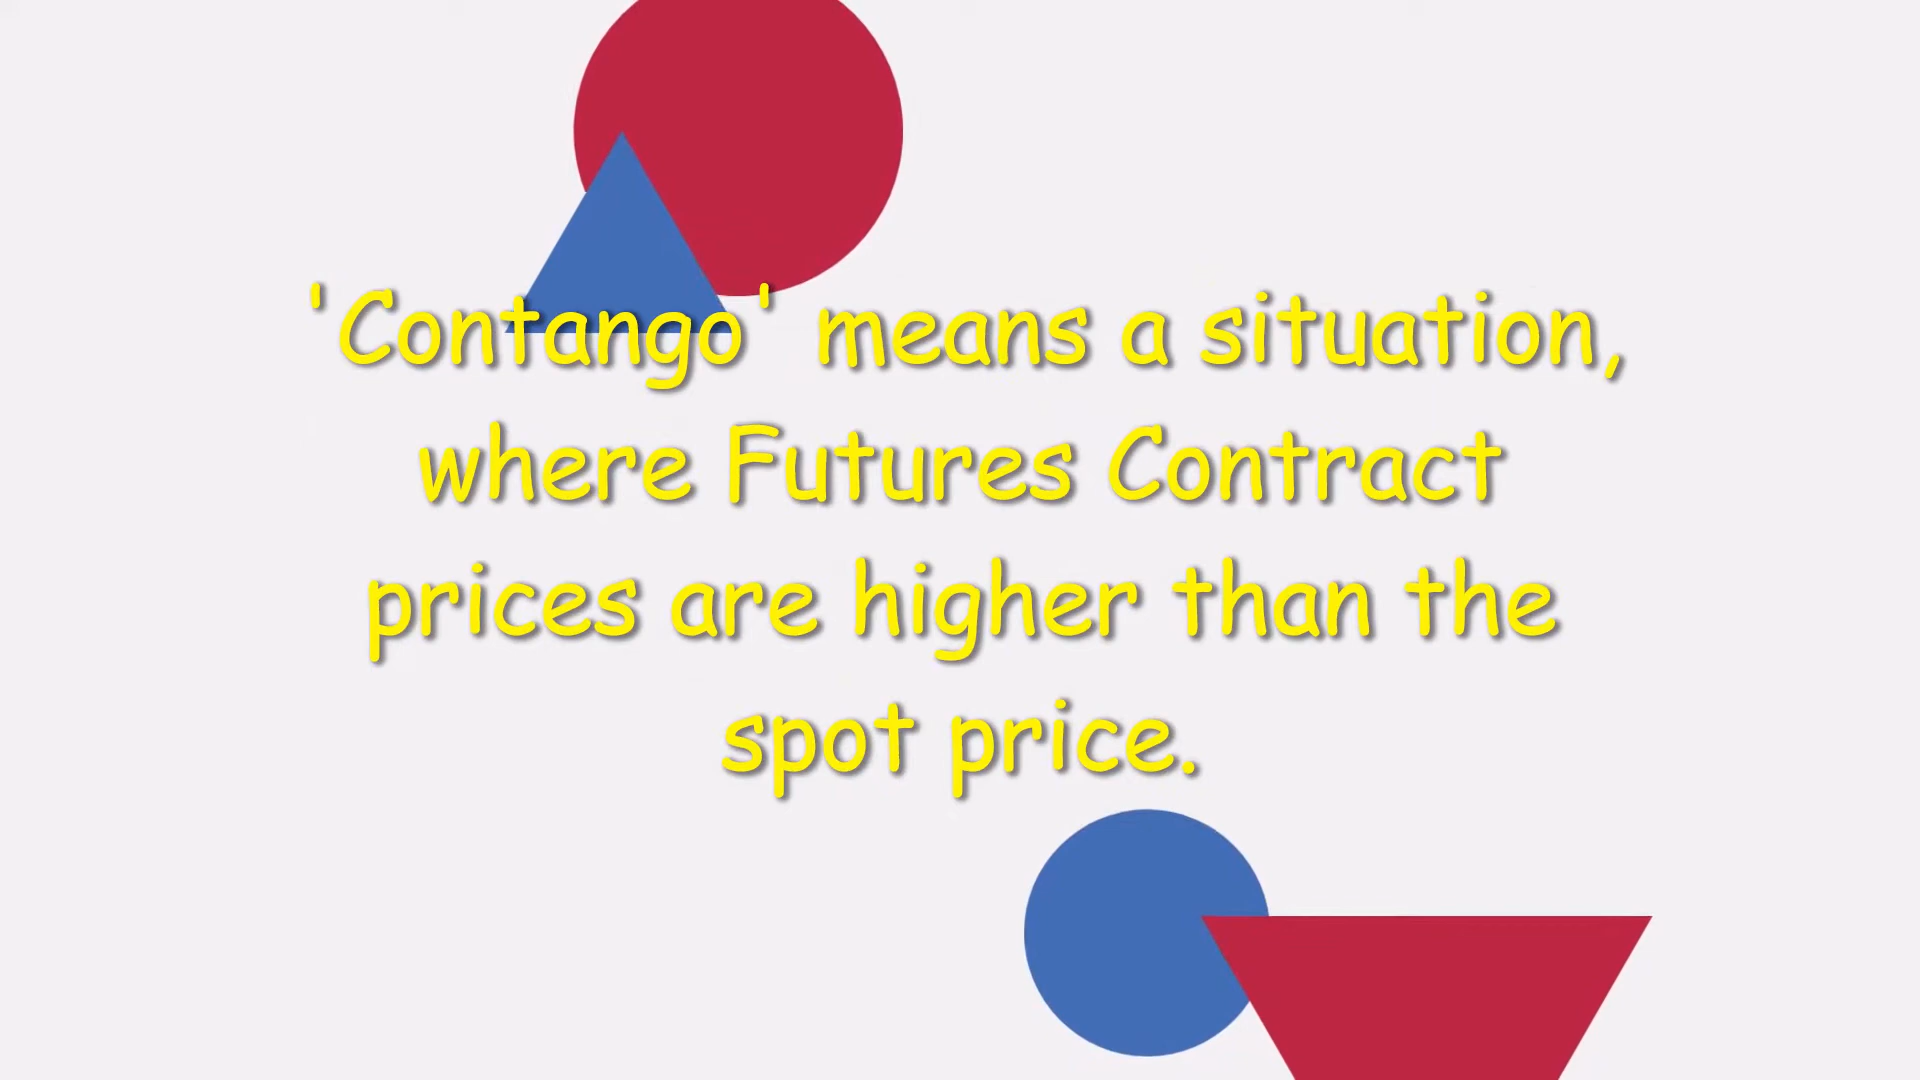 'Contango' means a situation,
where Futures Contract
prices are higher than the
spot price.